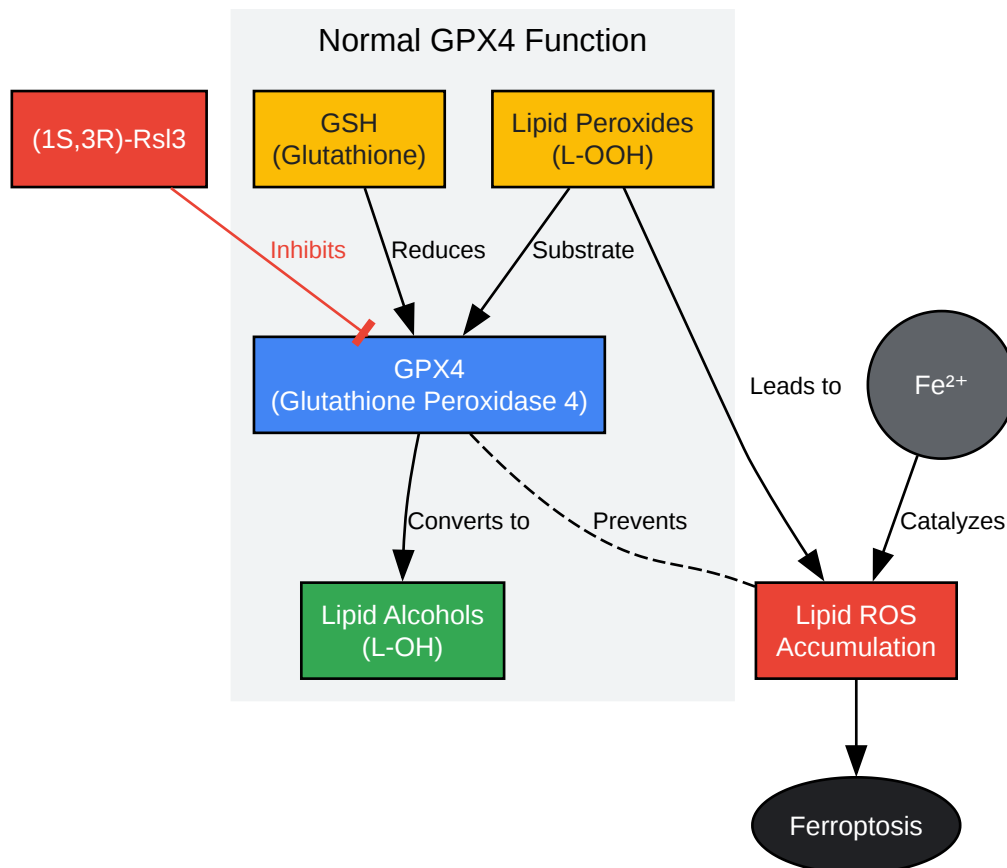 Normal GPX4 Function
(1S,3R)-Rsl3
GSH
(Glutathione)
Lipid Peroxides
(L-OOH)
Inhibits
Reduces
Substrate
GPX4
(Glutathione Peroxidase 4)
Leads to
Fe²⁺
Converts to
Prevents
Catalyzes
Lipid Alcohols
(L-OH)
Lipid ROS
Accumulation
Ferroptosis